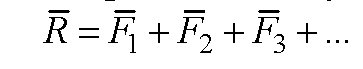 R̅ = F̅₁ + F̅₂ + F̅₃ + ...